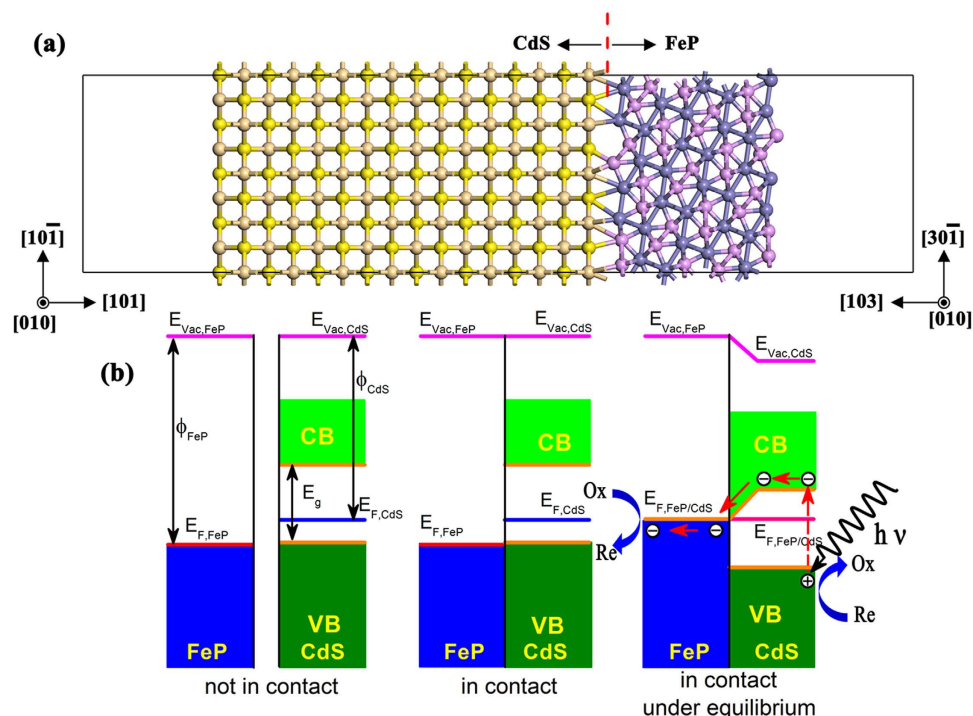 (a)
CdS FeP
[101̅]
[101]
[010]
[301̅]
[103]
[010]
(b)
E_Vac,FeP
E_Vac,CdS
ϕ_FeP
ϕ_CdS
CB
E_g
E_F,CdS
E_F,FeP
VB
FeP
CdS
not in contact
E_Vac,FeP
E_Vac,CdS
CB
E_F,CdS
E_F,FeP
VB
FeP
CdS
in contact
E_Vac,FeP
E_Vac,CdS
CB
Ox
E_F,FeP/CdS
E_F,FeP/CdS
Re
h ν
Ox
Re
VB
FeP
CdS
in contact
under equilibrium